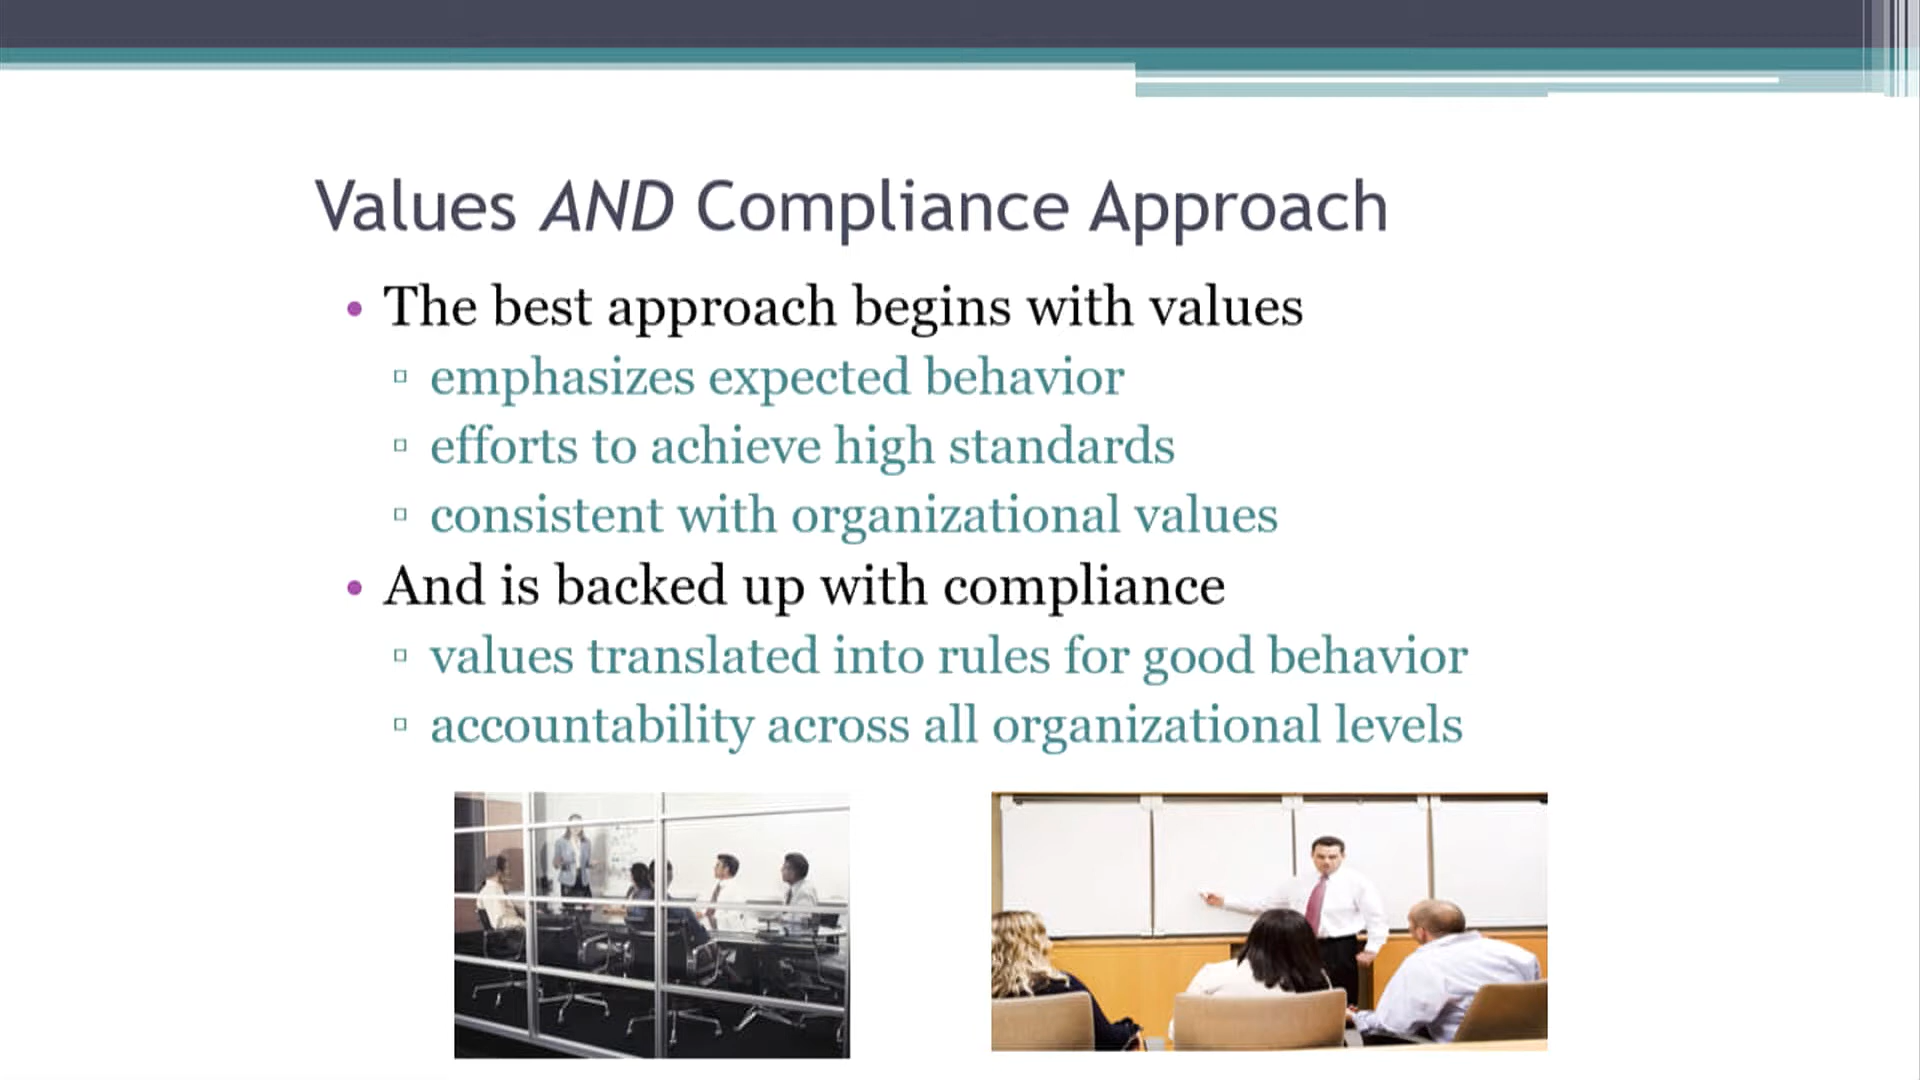 Values AND Compliance Approach
• The best approach begins with values
▫ emphasizes expected behavior
▫ efforts to achieve high standards
▫ consistent with organizational values
• And is backed up with compliance
▫ values translated into rules for good behavior
▫ accountability across all organizational levels